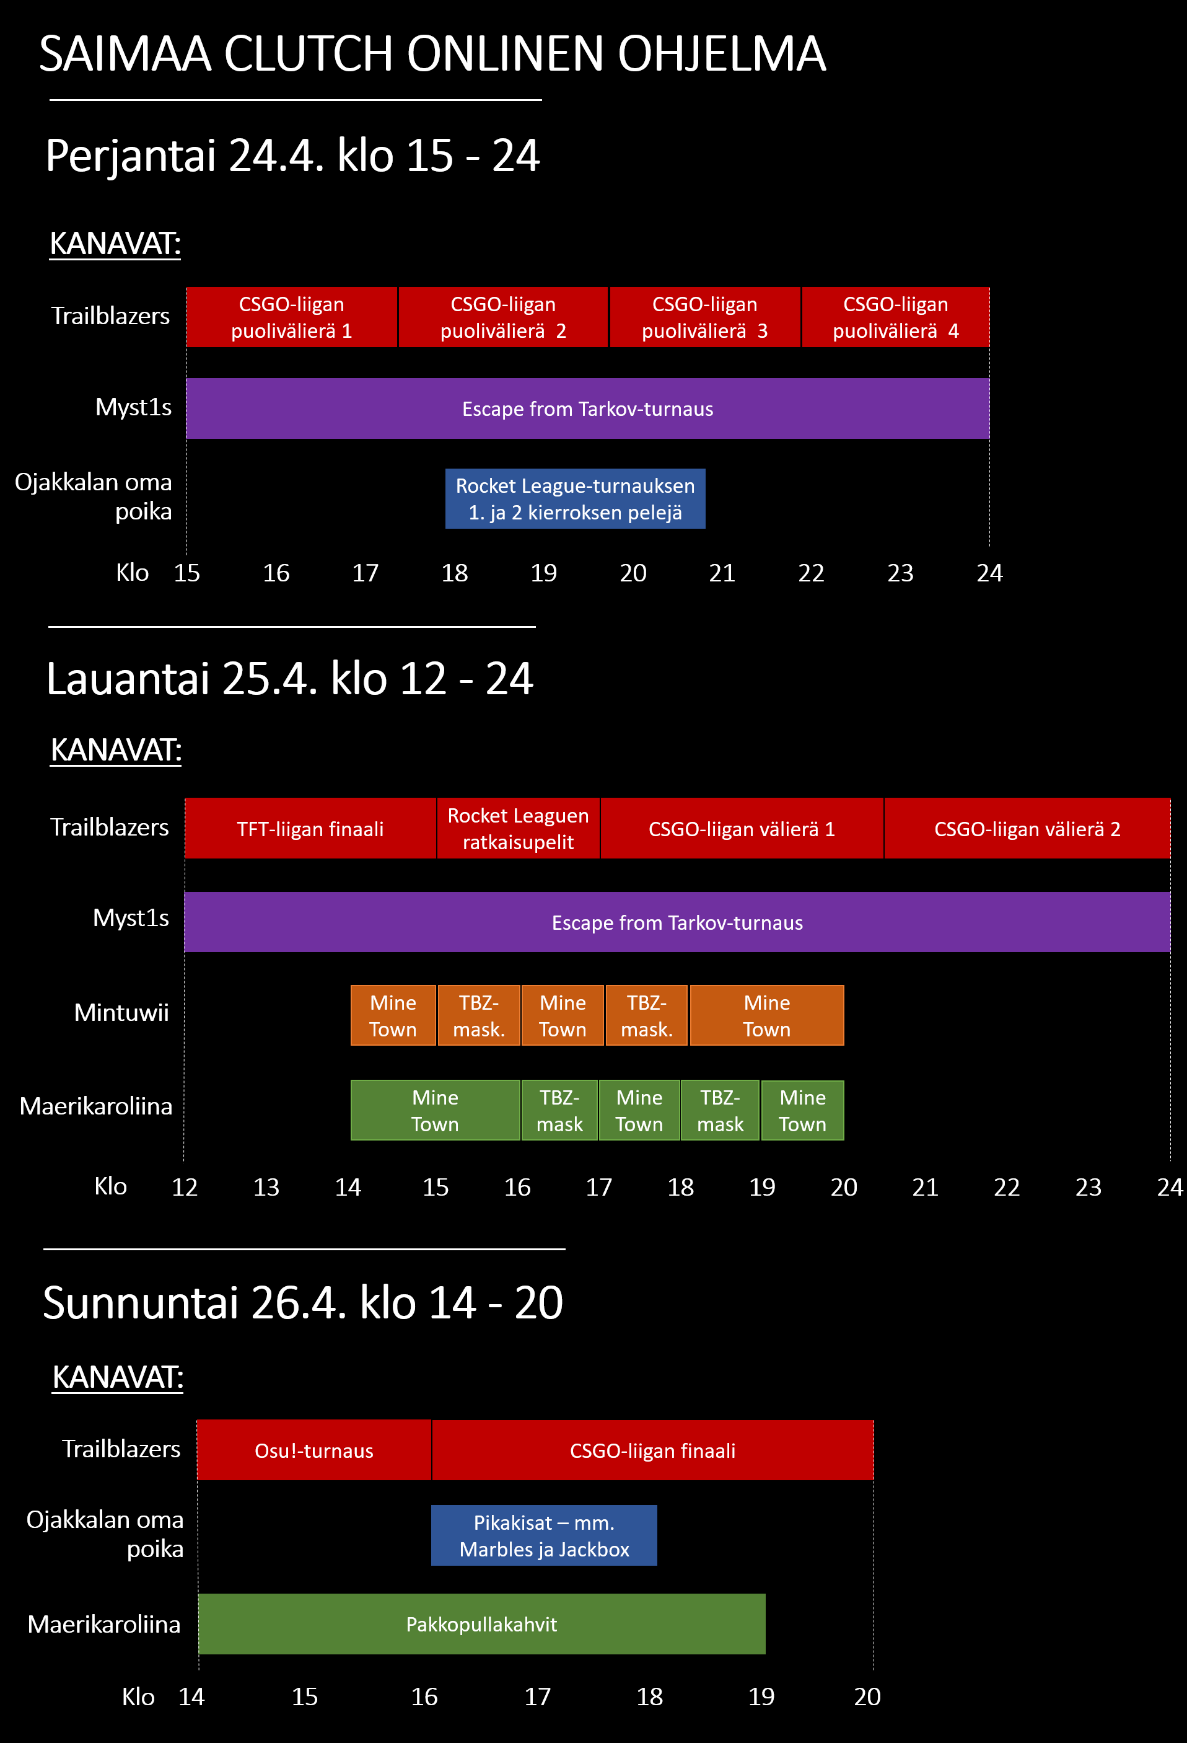 SAIMAA CLUTCH ONLINEN OHJELMA
Perjantai 24.4. klo 15 - 24
KANAVAT:
Trailblazers
CSGO-liigan
puolivälierä 1
CSGO-liigan
puolivälierä 2
CSGO-liigan
puolivälierä 3
CSGO-liigan
puolivälierä 4
Myst1s
Escape from Tarkov-turnaus
Ojakkalan oma
poika
Rocket League-turnauksen
1. ja 2 kierroksen pelejä
Klo 15 16 17 18 19 20 21 22 23 24
Lauantai 25.4. klo 12 - 24
KANAVAT:
Trailblazers
TFT-liigan finaali
Rocket Leaguen
ratkaisupelit
CSGO-liigan välierä 1
CSGO-liigan välierä 2
Myst1s
Escape from Tarkov-turnaus
Mintuwii
Mine
Town
TBZ-
mask.
Mine
Town
TBZ-
mask.
Mine
Town
Maerikaroliina
Mine
Town
TBZ-
mask
Mine
Town
TBZ-
mask
Mine
Town
Klo 12 13 14 15 16 17 18 19 20 21 22 23 24
Sunnuntai 26.4. klo 14 - 20
KANAVAT:
Trailblazers
Osu!-turnaus
CSGO-liigan finaali
Ojakkalan oma
poika
Pikakisat – mm.
Marbles ja Jackbox
Maerikaroliina
Pakkopullakahvit
Klo 14 15 16 17 18 19 20